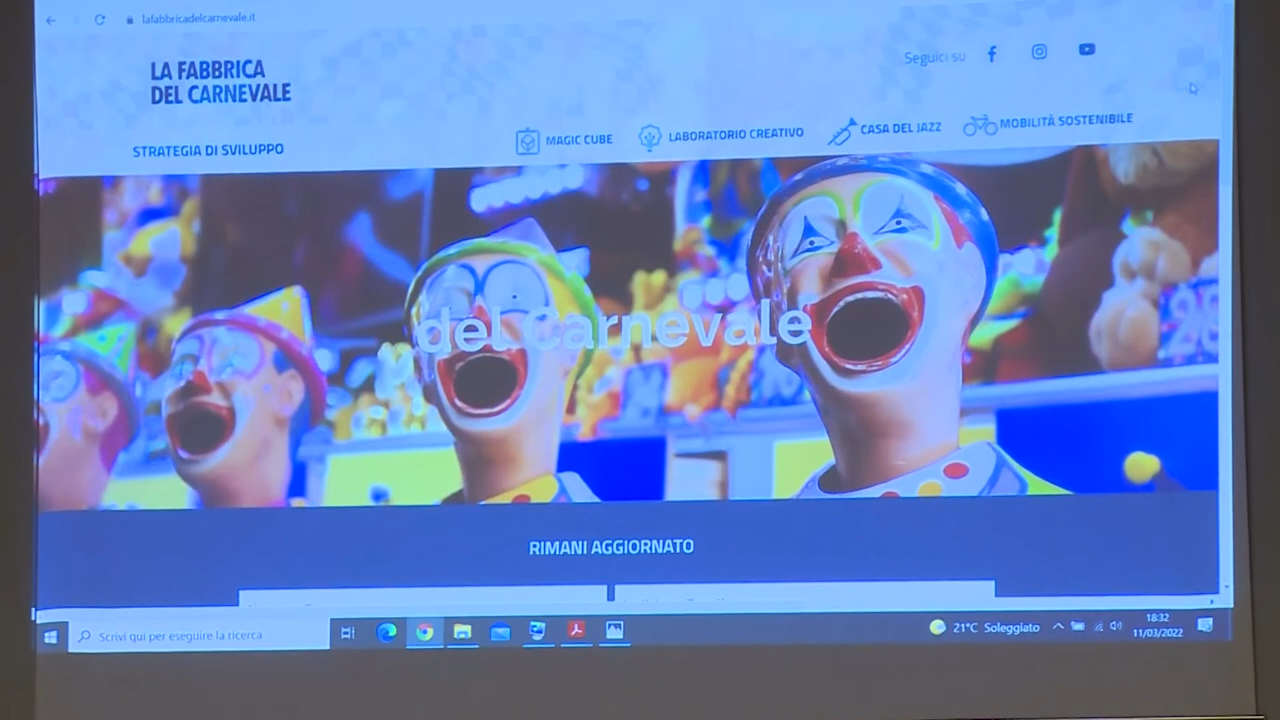 lafabbricadelcarnevale.it
LA FABBRICA
DEL CARNEVALE
Seguici su
STRATEGIA DI SVILUPPO
MAGIC CUBE
LABORATORIO CREATIVO
CASA DEL JAZZ
MOBILITÀ SOSTENIBILE
del Carnevale
RIMANI AGGIORNATO
Scrivi qui per eseguire la ricerca
21°C Soleggiato
18:32
11/03/2022